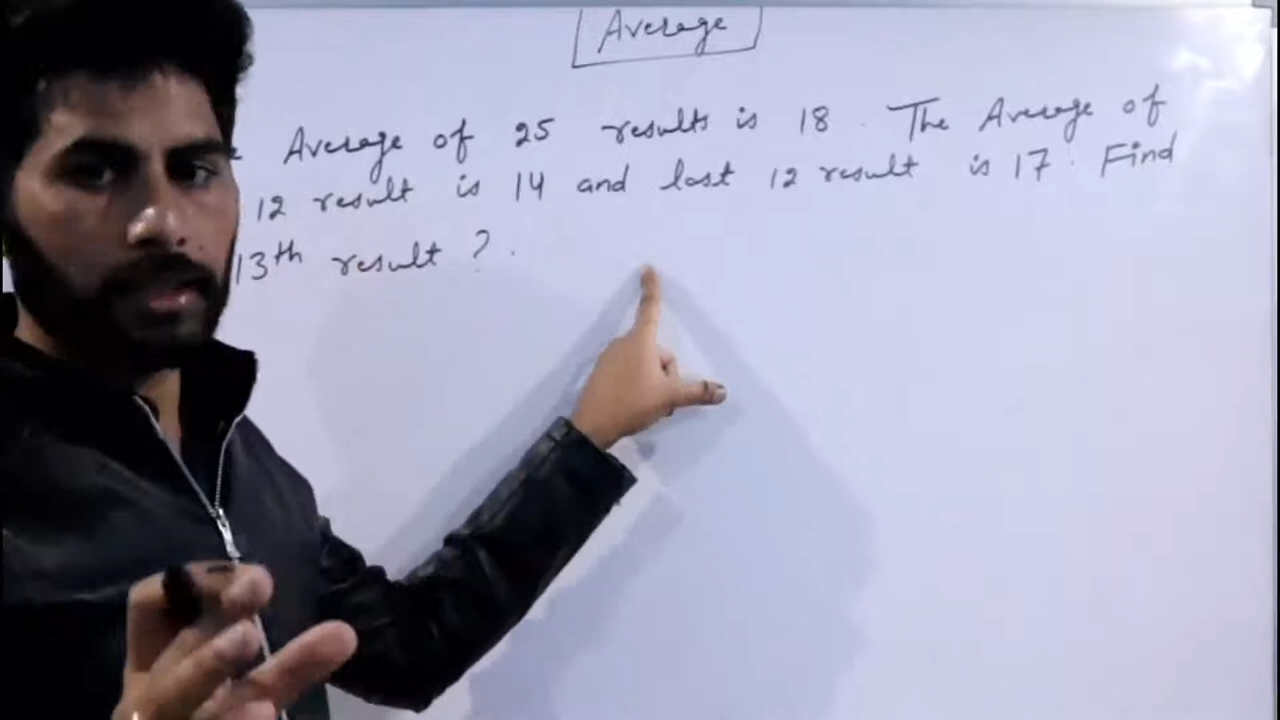 Average
e Average of 25 results is 18. The Average of
12 result is 14 and last 12 result is 17. Find
13th result ?.